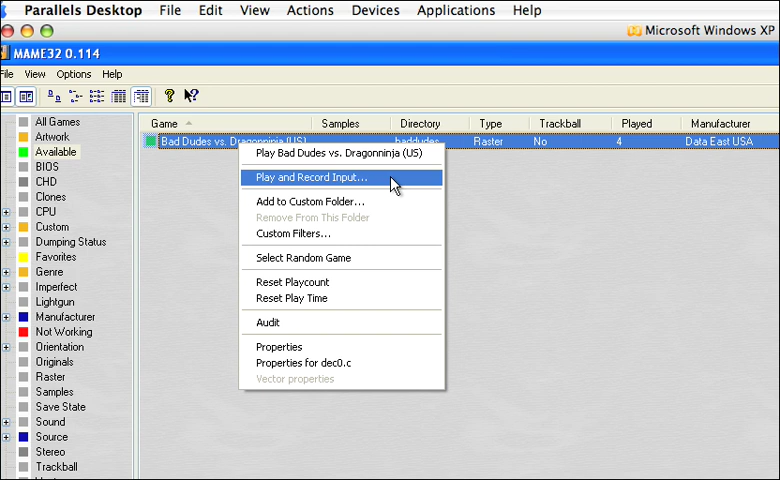 Parallels Desktop File Edit View Actions Devices Applications Help
Microsoft Windows XP
MAME32 0.114
File View Options Help
Game Samples Directory Type Trackball Played Manufacturer
Bad Dudes vs. Dragonninja (US) baddudes Raster No 4 Data East USA
All Games
Artwork
Available
BIOS
CHD
Clones
CPU
Custom
Dumping Status
Favorites
Genre
Imperfect
Lightgun
Manufacturer
Not Working
Orientation
Originals
Raster
Samples
Save State
Sound
Source
Stereo
Trackball
Play Bad Dudes vs. Dragonninja (US)
Play and Record Input...
Add to Custom Folder...
Remove From This Folder
Custom Filters...
Select Random Game
Reset Playcount
Reset Play Time
Audit
Properties
Properties for dec0.c
Vector properties